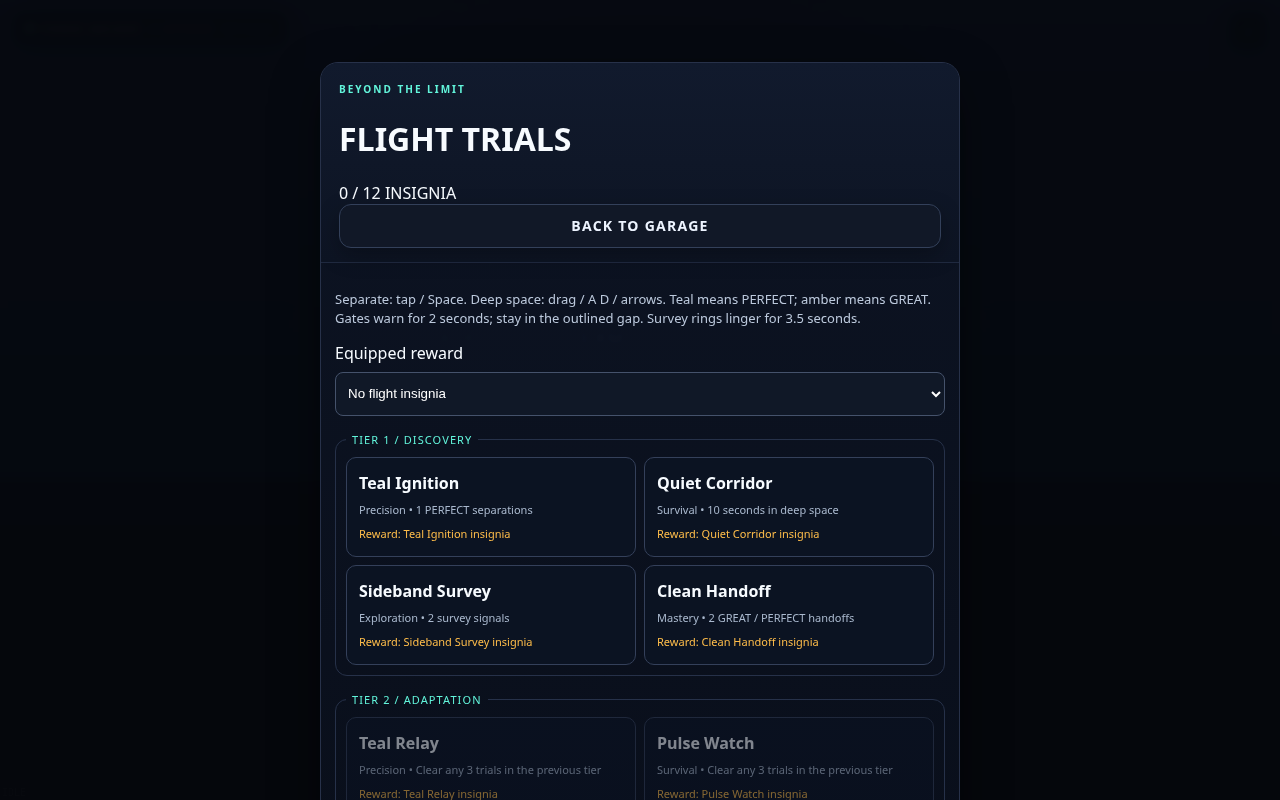 BEYOND THE LIMIT
FLIGHT TRIALS
0 / 12 INSIGNIA
BACK TO GARAGE
Separate: tap / Space. Deep space: drag / A D / arrows. Teal means PERFECT; amber means GREAT.
Gates warn for 2 seconds; stay in the outlined gap. Survey rings linger for 3.5 seconds.
Equipped reward
No flight insignia
TIER 1 / DISCOVERY
Teal Ignition
Precision • 1 PERFECT separations
Reward: Teal Ignition insignia
Quiet Corridor
Survival • 10 seconds in deep space
Reward: Quiet Corridor insignia
Sideband Survey
Exploration • 2 survey signals
Reward: Sideband Survey insignia
Clean Handoff
Mastery • 2 GREAT / PERFECT handoffs
Reward: Clean Handoff insignia
TIER 2 / ADAPTATION
Teal Relay
Precision • Clear any 3 trials in the previous tier
Reward: Teal Relay insignia
Pulse Watch
Survival • Clear any 3 trials in the previous tier
Reward: Pulse Watch insignia